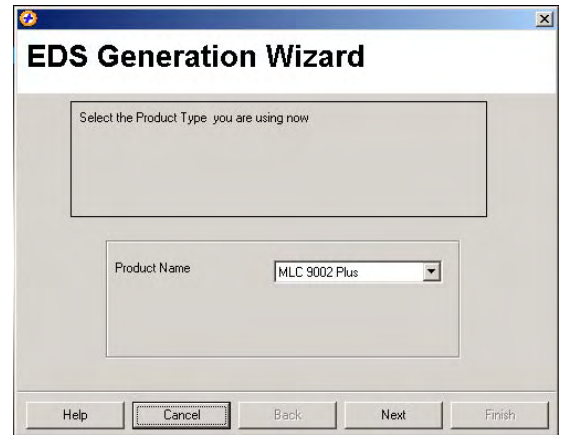 EDS Generation Wizard
Select the Product Type you are using now
Product Name MLC 9002 Plus
Help Cancel Back Next Finish